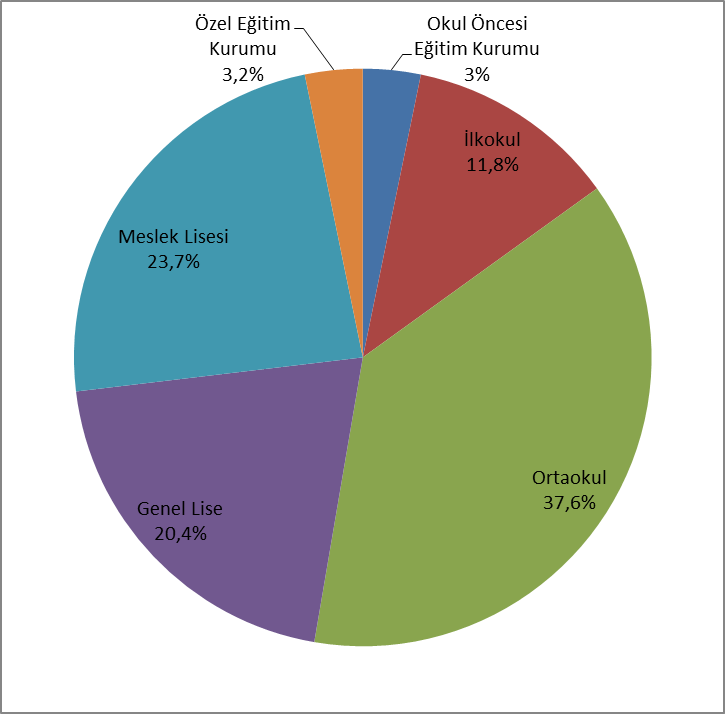 Özel Eğitim
Kurumu
3,2%
Okul Öncesi
Eğitim Kurumu
3%
İlkokul
11,8%
Meslek Lisesi
23,7%
Ortaokul
37,6%
Genel Lise
20,4%